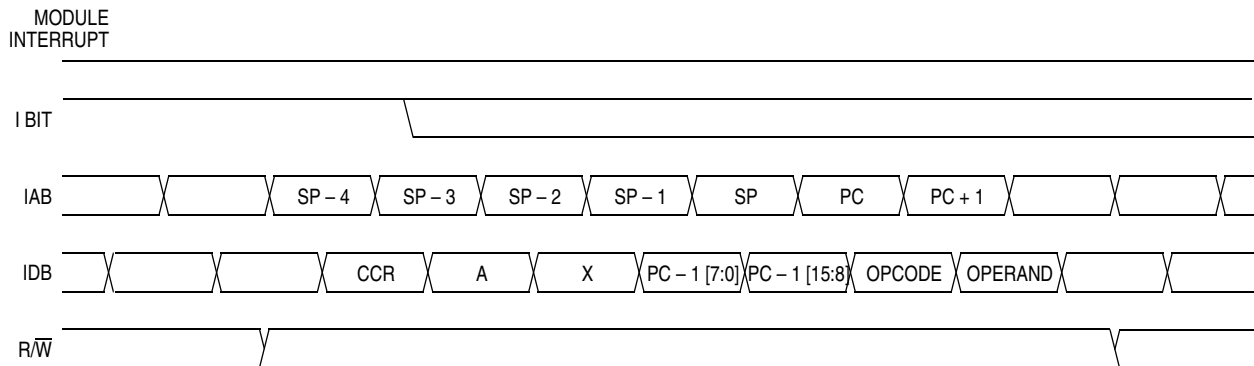 MODULE
INTERRUPT
I BIT
IAB SP – 4 SP – 3 SP – 2 SP – 1 SP PC PC + 1
IDB CCR A X PC – 1 [7:0] PC – 1 [15:8] OPCODE OPERAND
R/W̅